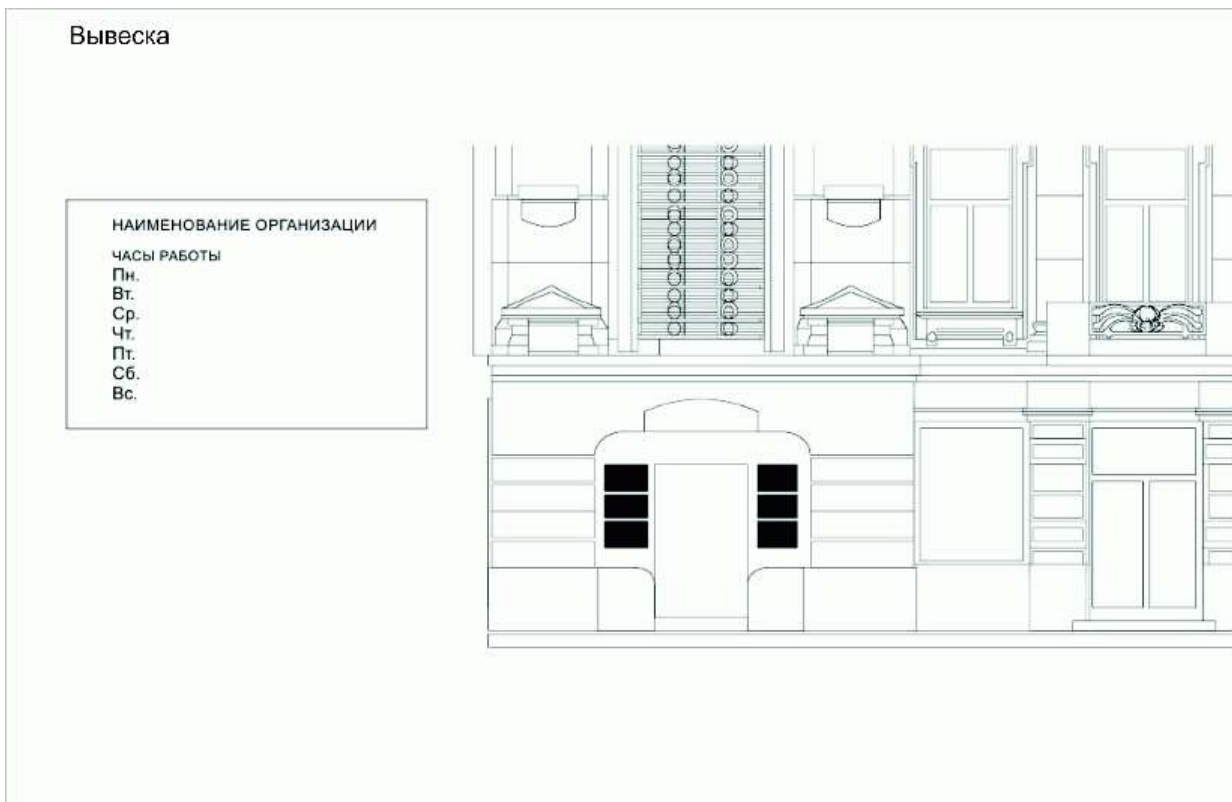 Вывеска
НАИМЕНОВАНИЕ ОРГАНИЗАЦИИ
ЧАСЫ РАБОТЫ
Пн.
Вт.
Ср.
Чт.
Пт.
Сб.
Вс.